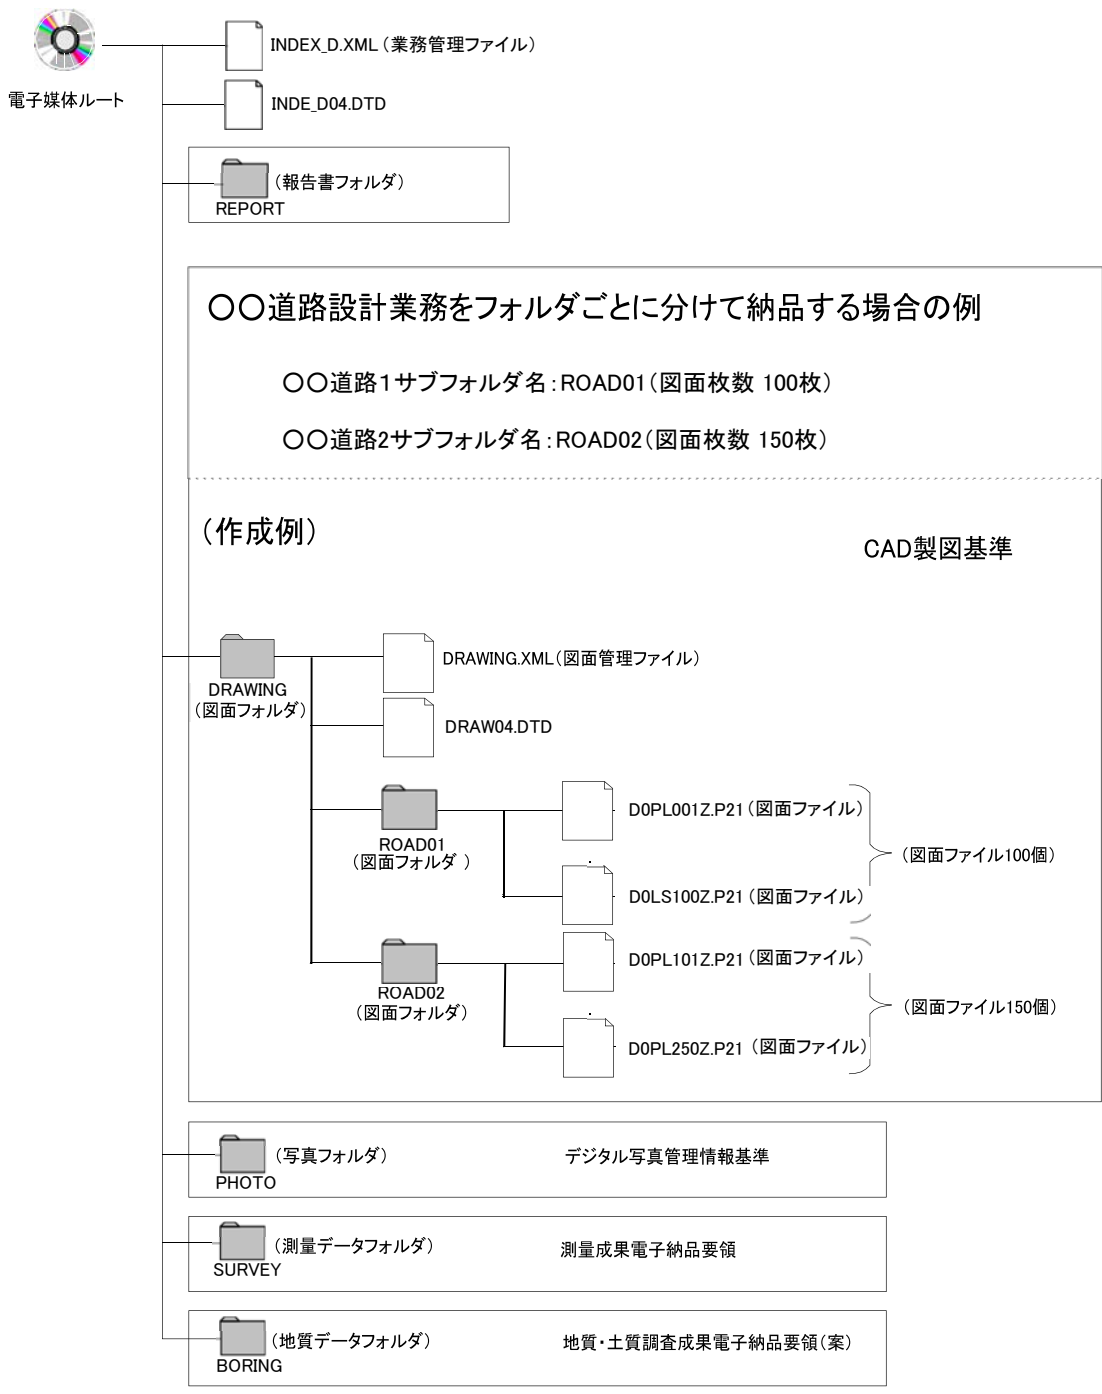 電子媒体ルート
INDEX_D.XML（業務管理ファイル）
INDE_D04.DTD
（報告書フォルダ）
REPORT
〇〇道路設計業務をフォルダごとに分けて納品する場合の例
〇〇道路１サブフォルダ名：ROAD01（図面枚数 100枚）
〇〇道路2サブフォルダ名：ROAD02（図面枚数 150枚）
（作成例）
CAD製図基準
DRAWING
（図面フォルダ）
DRAWING.XML（図面管理ファイル）
DRAW04.DTD
ROAD01
（図面フォルダ ）
D0PL001Z.P21（図面ファイル）
D0LS100Z.P21（図面ファイル）
（図面ファイル100個）
ROAD02
（図面フォルダ）
D0PL101Z.P21（図面ファイル）
D0PL250Z.P21（図面ファイル）
（図面ファイル150個）
（写真フォルダ）
PHOTO
デジタル写真管理情報基準
（測量データフォルダ）
SURVEY
測量成果電子納品要領
（地質データフォルダ）
BORING
地質・土質調査成果電子納品要領（案）